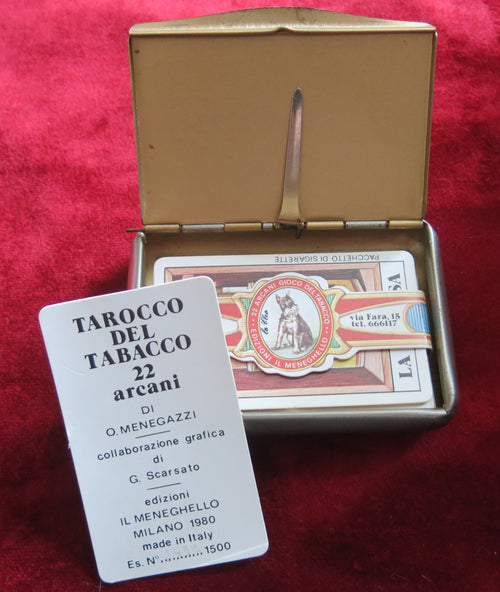 TAROCCO
DEL
TABACCO
22
arcani
DI
O. MENEGAZZI
collaborazione grafica
di
G. Scarsato
edizioni
IL MENEGHELLO
MILANO 1980
made in Italy
Es. N°...........1500
PACCHETTO DI SIGARETTE
22 ARCANI GIOCO DEL TABACCO
EDIZIONI IL MENEGHELLO
via Fara, 15
tel. 666117
LA
SA